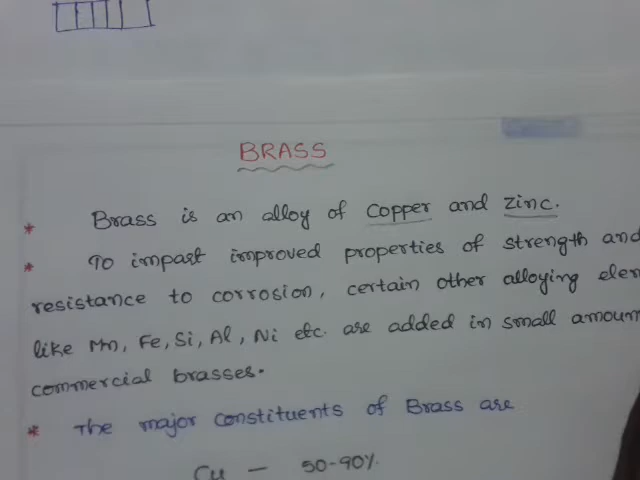 BRASS
* Brass is an alloy of copper and zinc.
* To impart improved properties of strength and
resistance to corrosion, certain other alloying elem
like Mn, Fe, Si, Al, Ni etc. are added in small amoun
commercial brasses.
* The major constituents of Brass are
Cu — 50-90%.